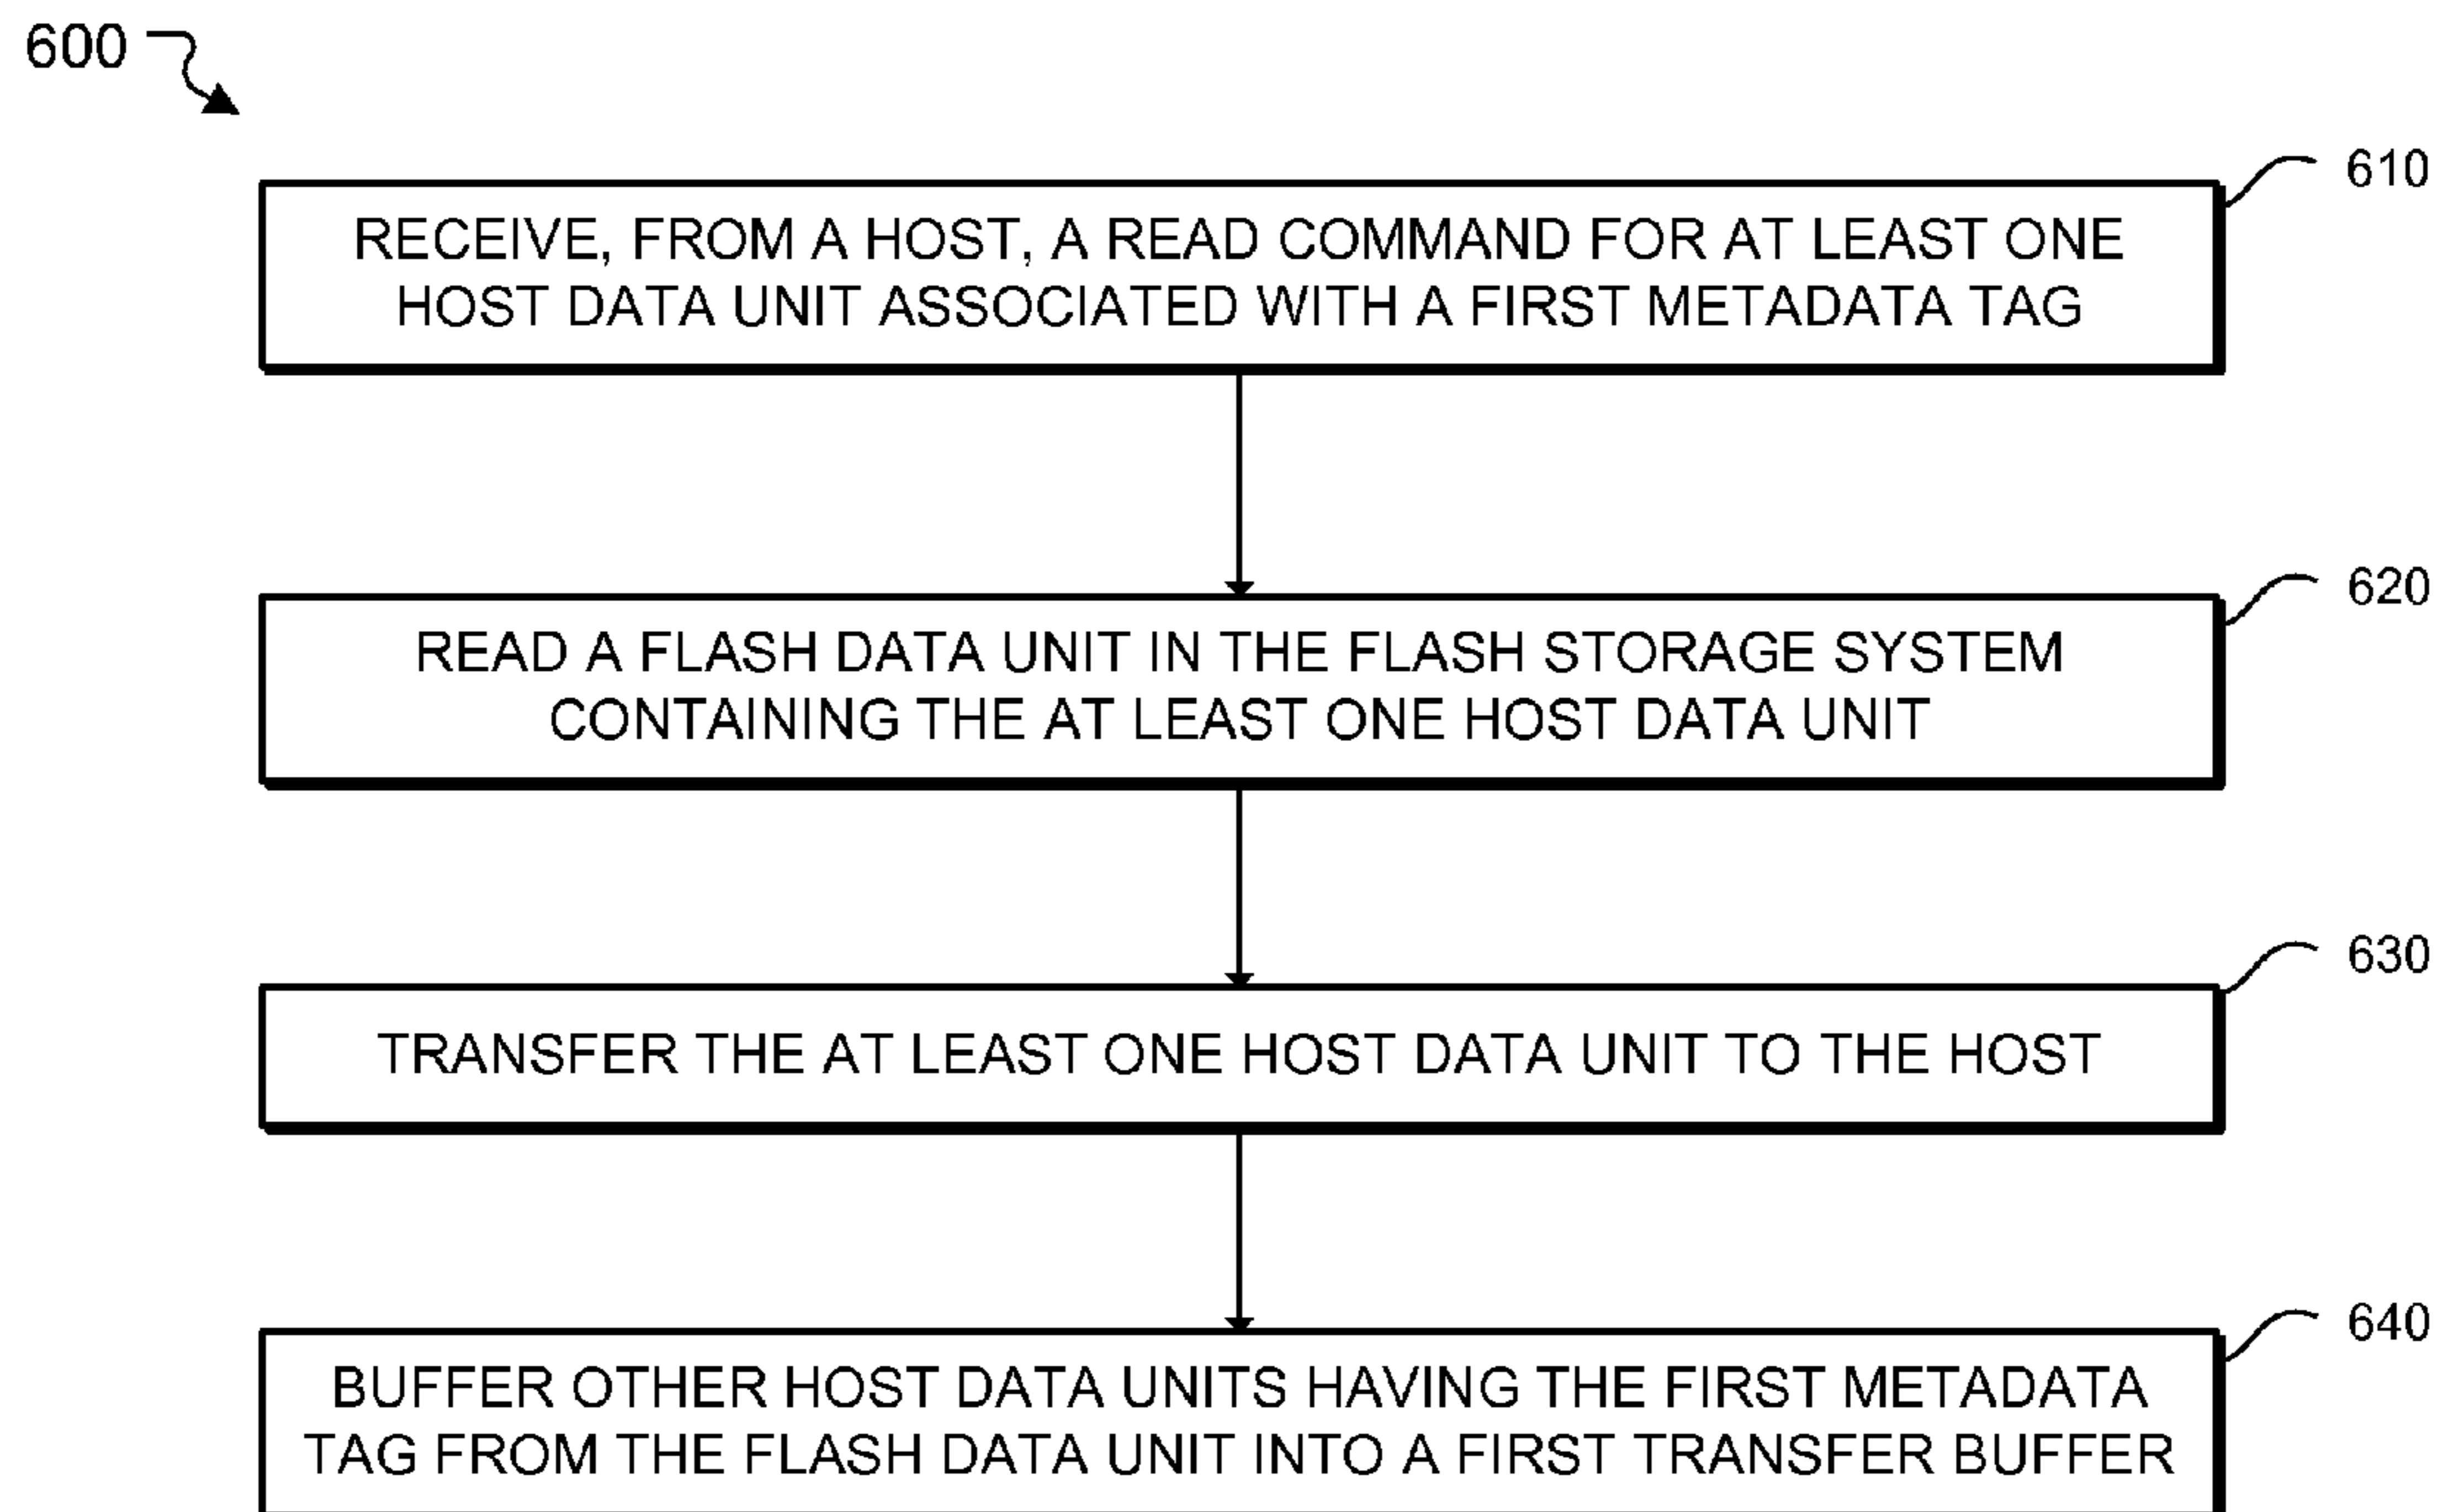 600
610
RECEIVE, FROM A HOST, A READ COMMAND FOR AT LEAST ONE
HOST DATA UNIT ASSOCIATED WITH A FIRST METADATA TAG
620
READ A FLASH DATA UNIT IN THE FLASH STORAGE SYSTEM
CONTAINING THE AT LEAST ONE HOST DATA UNIT
630
TRANSFER THE AT LEAST ONE HOST DATA UNIT TO THE HOST
640
BUFFER OTHER HOST DATA UNITS HAVING THE FIRST METADATA
TAG FROM THE FLASH DATA UNIT INTO A FIRST TRANSFER BUFFER